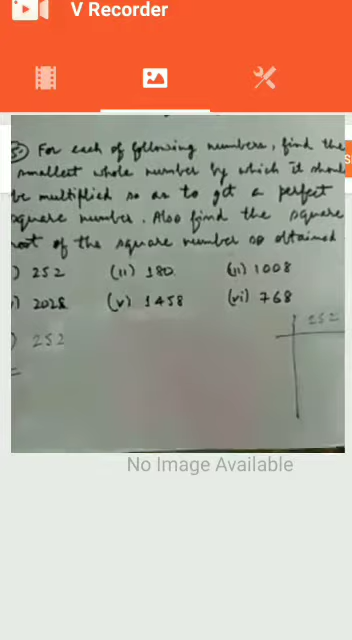 V Recorder
5) For each of following numbers, find the
smallest whole number by which it should
be multiplied so as to get a perfect
square number. Also find the square
root of the square number so obtained
) 252 (ii) 180 (iii) 1008
) 2028 (v) 1458 (vi) 768
) 252
252
No Image Available